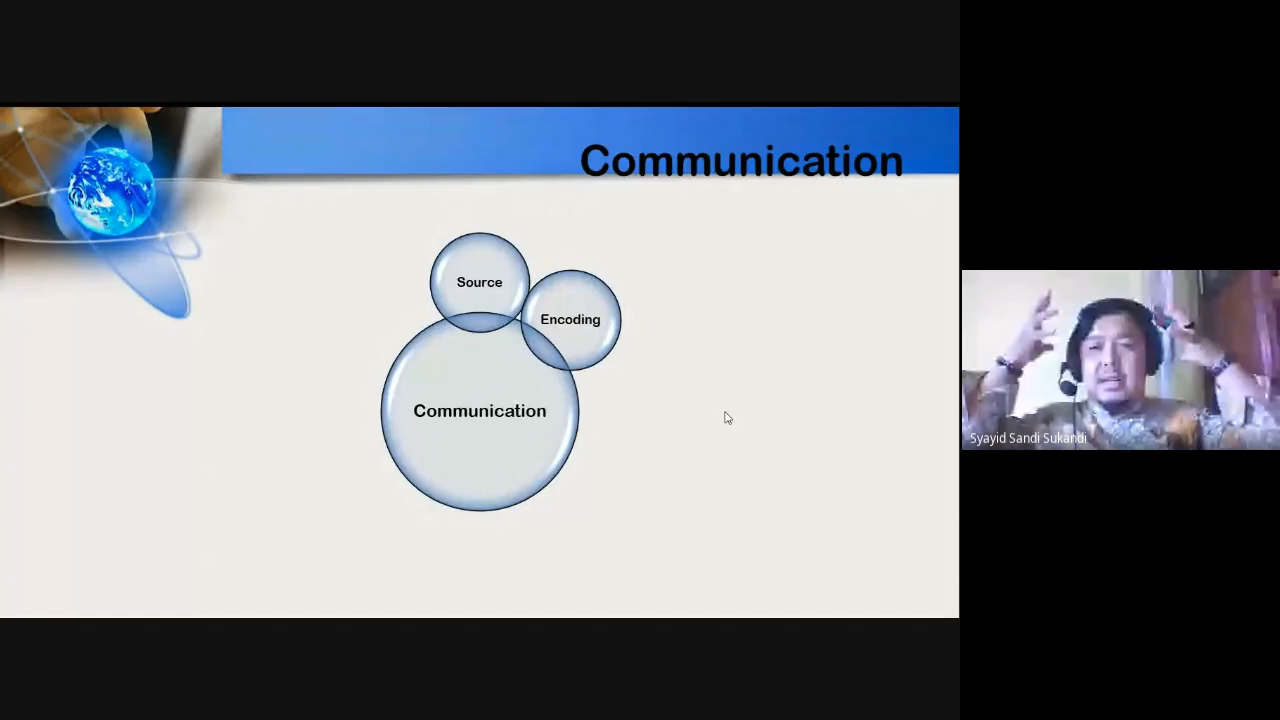 Communication
Source
Encoding
Communication
Syayid Sandi Sukandi